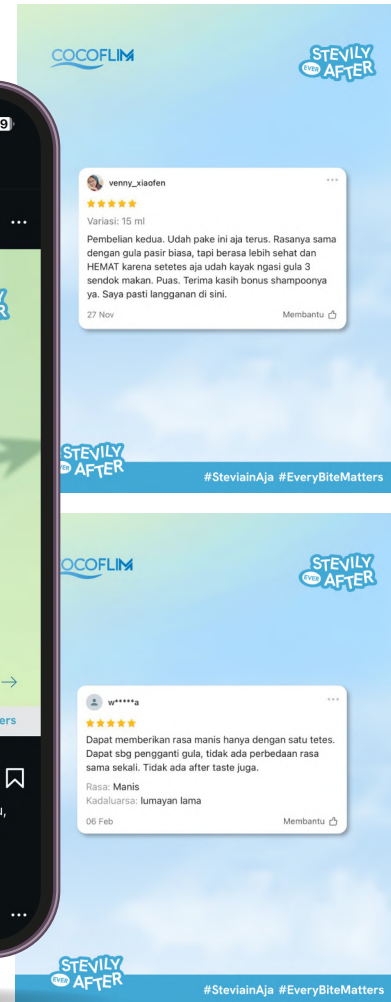 COCOFLIM
STEVILY
EVER AFTER
9
venny_xiaofen
Variasi: 15 ml
Pembelian kedua. Udah pake ini aja terus. Rasanya sama
dengan gula pasir biasa, tapi berasa lebih sehat dan
HEMAT karena setetes aja udah kayak ngasi gula 3
sendok makan. Puas. Terima kasih bonus shampoonya
ya. Saya pasti langganan di sini.
27 Nov
Membantu
STEVILY
AFTER
#SteviainAja #EveryBiteMatters
OCOFLIM
STEVILY
EVER AFTER
w*****a
Dapat memberikan rasa manis hanya dengan satu tetes.
Dapat sbg pengganti gula, tidak ada perbedaan rasa
sama sekali. Tidak ada after taste juga.
Rasa: Manis
Kadaluarsa: lumayan lama
06 Feb
Membantu
ers
u,
STEVILY
EVER AFTER
#SteviainAja #EveryBiteMatters